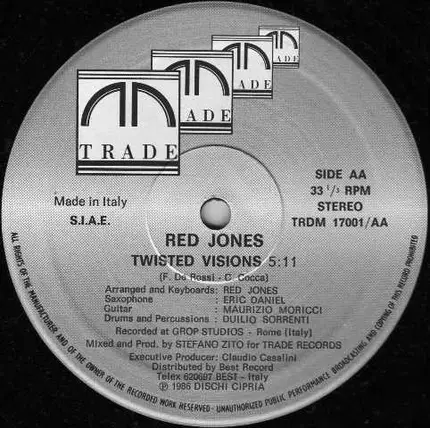 TRADE
TRADE
ADE
ADE
SIDE AA
33 1/3 RPM
STEREO
TRDM 17001/AA
Made in Italy
S.I.A.E.
RED JONES
TWISTED VISIONS 5:11
(F. De Rossi - C. Cocca)
Arranged and Keyboards: RED JONES
Saxophone : ERIC DANIEL
Guitar : MAURIZIO MORICCI
Drums and Percussions : DUILIO SORRENTI
Recorded at GROP STUDIOS - Rome (Italy)
Mixed and Prod. by STEFANO ZITO for TRADE RECORDS
Executive Producer: Claudio Casalini
Distributed by Best Record
Telex 620697 BEST - Italy
℗ 1986 DISCHI CIPRIA
ALL RIGHTS OF THE MANUFACTURER AND OF THE OWNER OF THE RECORDED WORK RESERVED - UNAUTHORIZED PUBLIC PERFORMANCE BROADCASTING AND COPYING OF THIS RECORD PROHIBITED